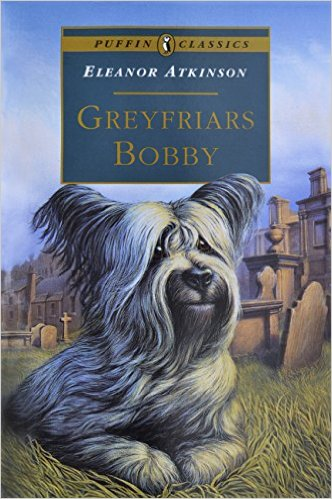 PUFFIN CLASSICS
ELEANOR ATKINSON
GREYFRIARS
BOBBY